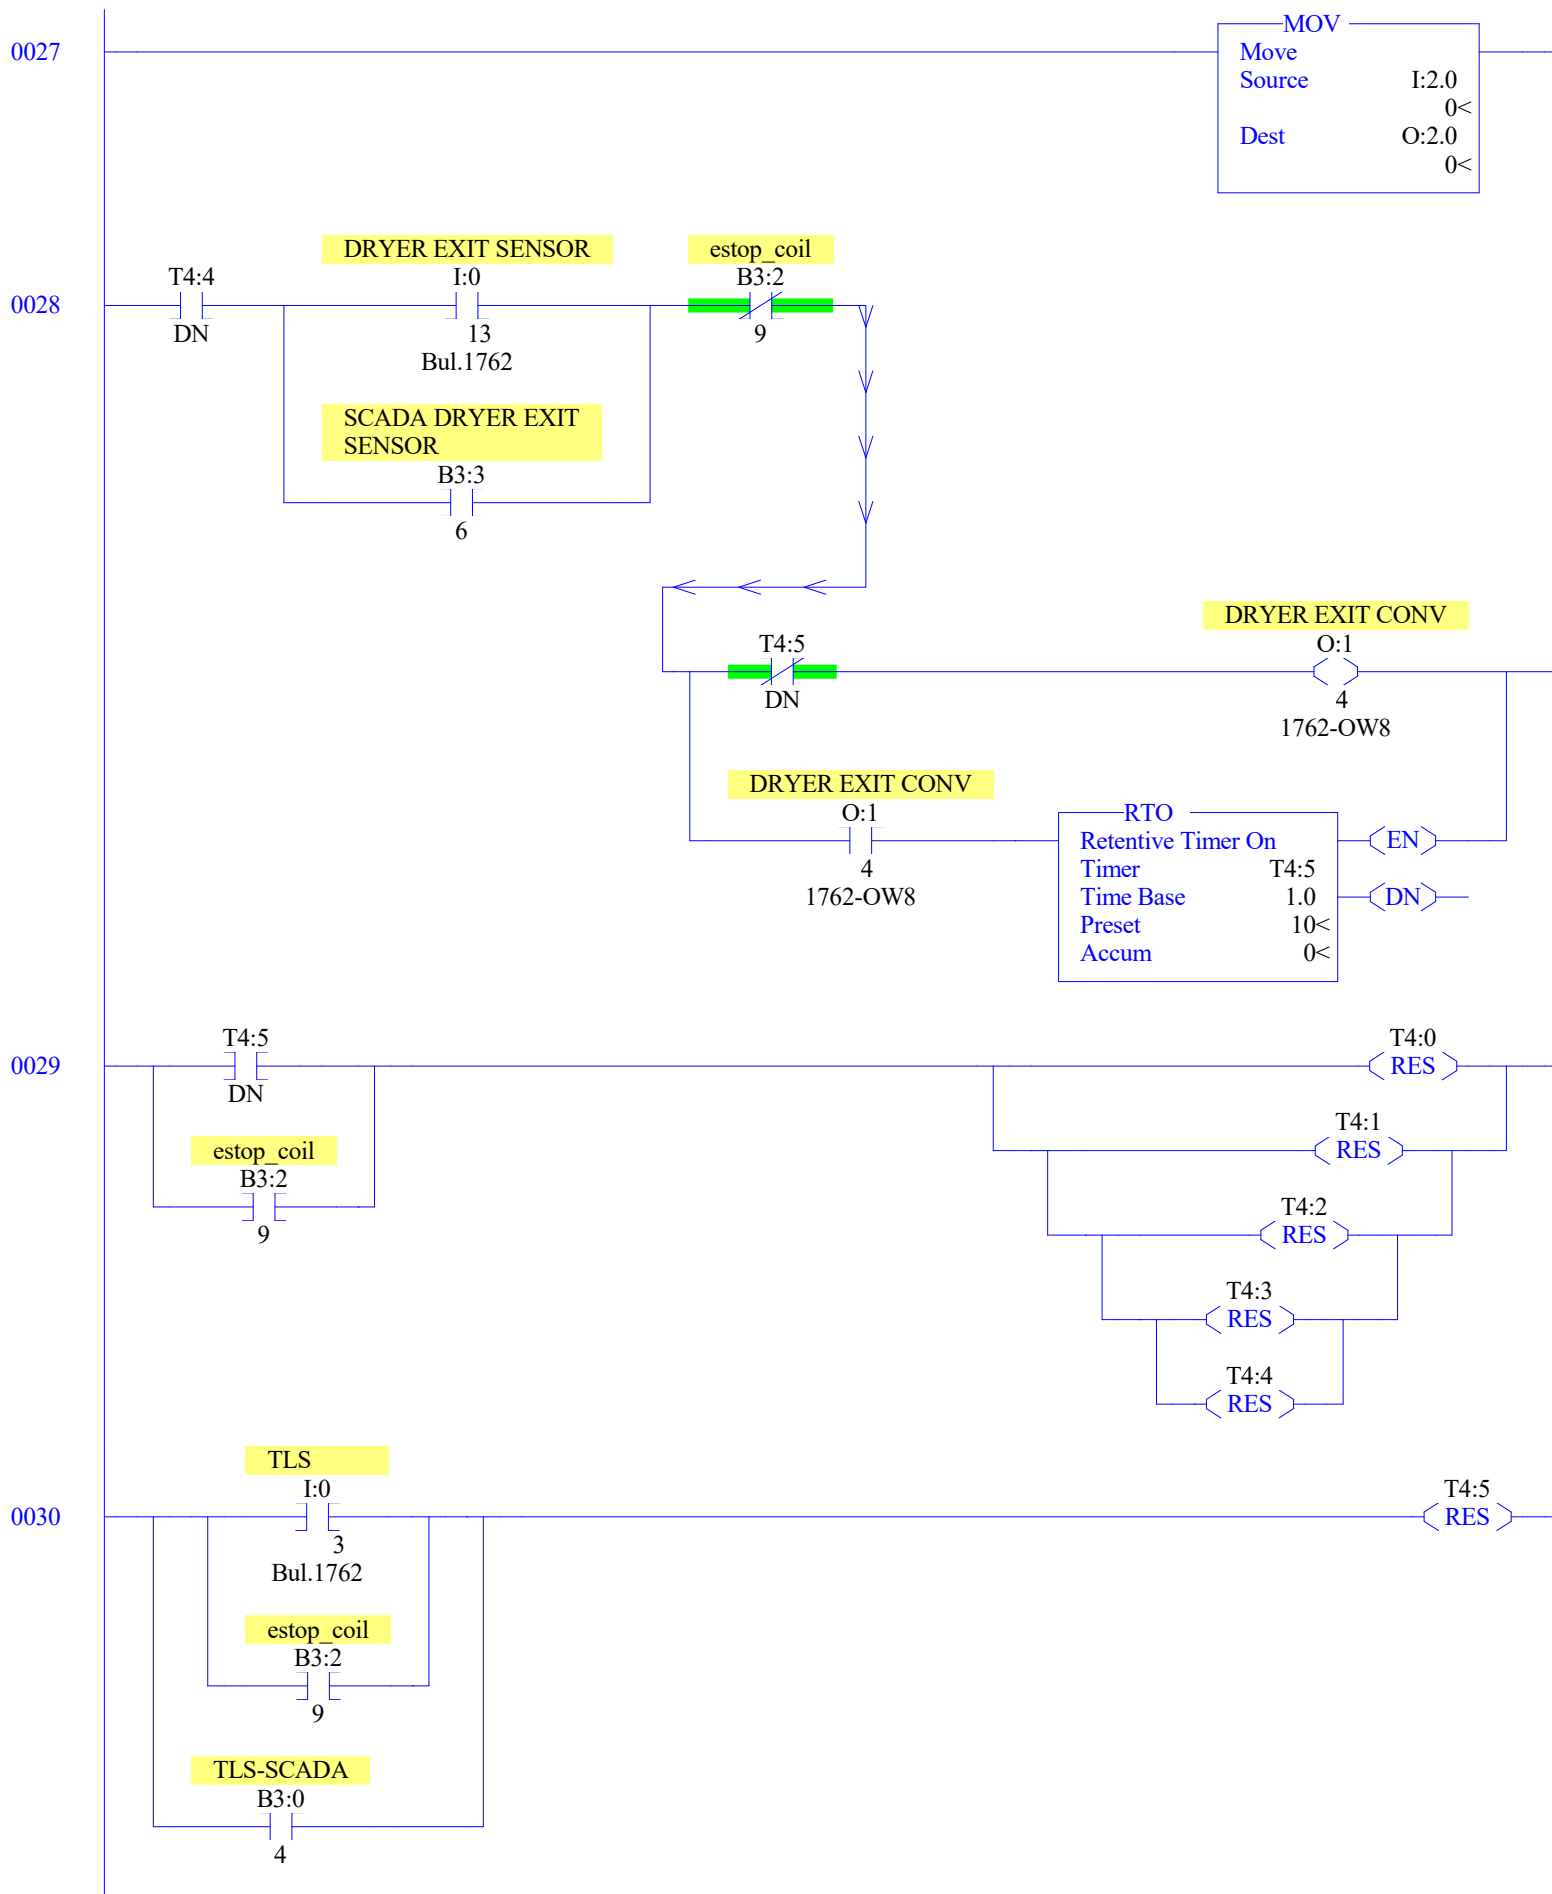 MOV
0027
Move
Source I:2.0
0<
Dest O:2.0
0<
DRYER EXIT SENSOR
estop_coil
T4:4
I:0
B3:2
0028
DN
13
9
Bul.1762
SCADA DRYER EXIT
SENSOR
B3:3
6
DRYER EXIT CONV
T4:5
O:1
DN
4
1762-OW8
DRYER EXIT CONV
O:1
4
1762-OW8
RTO
Retentive Timer On
EN
Timer T4:5
Time Base 1.0
DN
Preset 10<
Accum 0<
T4:5
T4:0
0029
RES
DN
T4:1
RES
estop_coil
B3:2
9
T4:2
RES
T4:3
RES
T4:4
RES
TLS
I:0
T4:5
0030
RES
3
Bul.1762
estop_coil
B3:2
9
TLS-SCADA
B3:0
4